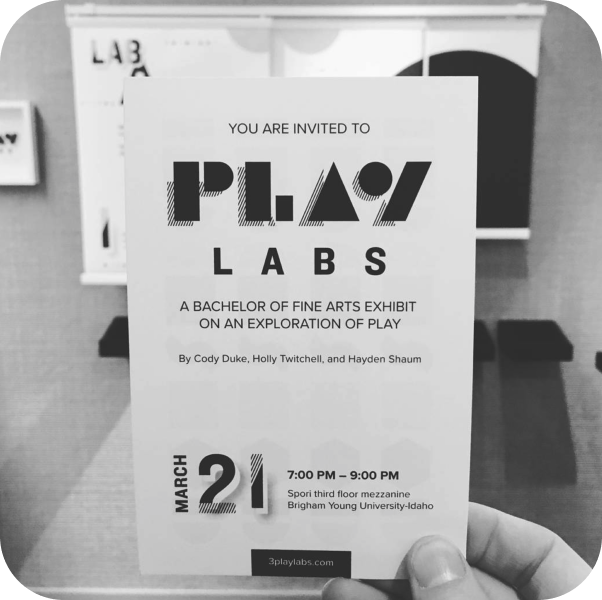 LAB
YOU ARE INVITED TO
PLAY
LABS
A BACHELOR OF FINE ARTS EXHIBIT
ON AN EXPLORATION OF PLAY
By Cody Duke, Holly Twitchell, and Hayden Shaum
MARCH
21
7:00 PM – 9:00 PM
Spori third floor mezzanine
Brigham Young University-Idaho
3playlabs.com